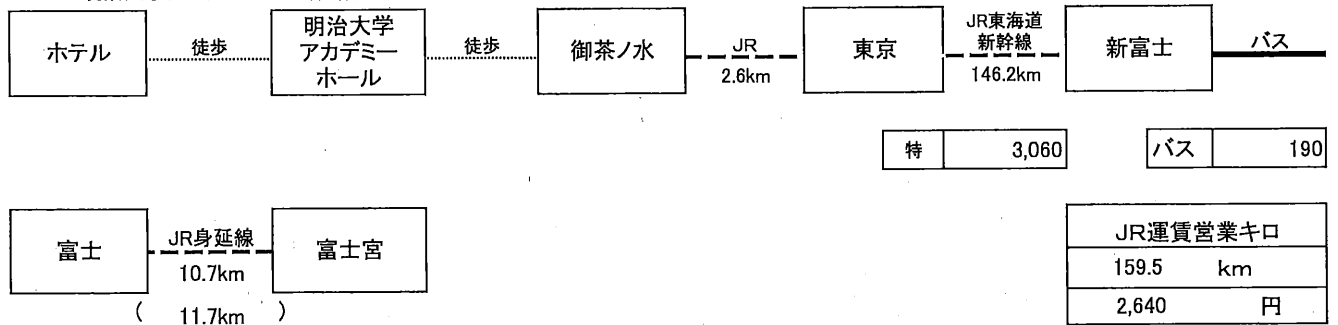 ホテル
徒歩
明治大学
アカデミー
ホール
徒歩
御茶ノ水
JR
2.6km
東京
JR東海道
新幹線
146.2km
新富士
バス
特 3,060
バス 190
富士
JR身延線
10.7km
( 11.7km )
富士宮
JR運賃営業キロ
159.5 km
2,640 円